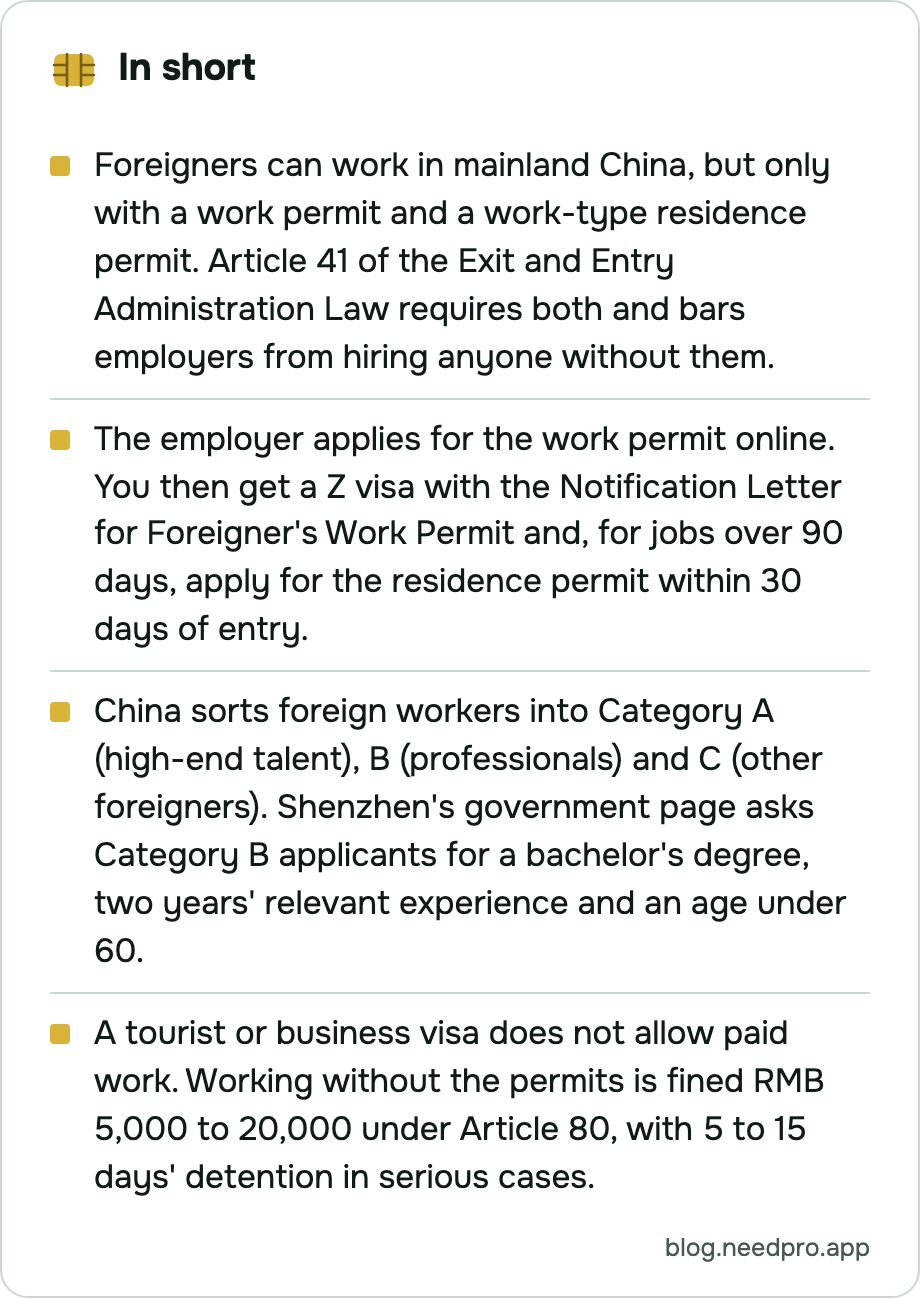 In short
Foreigners can work in mainland China, but only
with a work permit and a work-type residence
permit. Article 41 of the Exit and Entry
Administration Law requires both and bars
employers from hiring anyone without them.
The employer applies for the work permit online.
You then get a Z visa with the Notification Letter
for Foreigner's Work Permit and, for jobs over 90
days, apply for the residence permit within 30
days of entry.
China sorts foreign workers into Category A
(high-end talent), B (professionals) and C (other
foreigners). Shenzhen's government page asks
Category B applicants for a bachelor's degree,
two years' relevant experience and an age under
60.
A tourist or business visa does not allow paid
work. Working without the permits is fined RMB
5,000 to 20,000 under Article 80, with 5 to 15
days' detention in serious cases.
blog.needpro.app